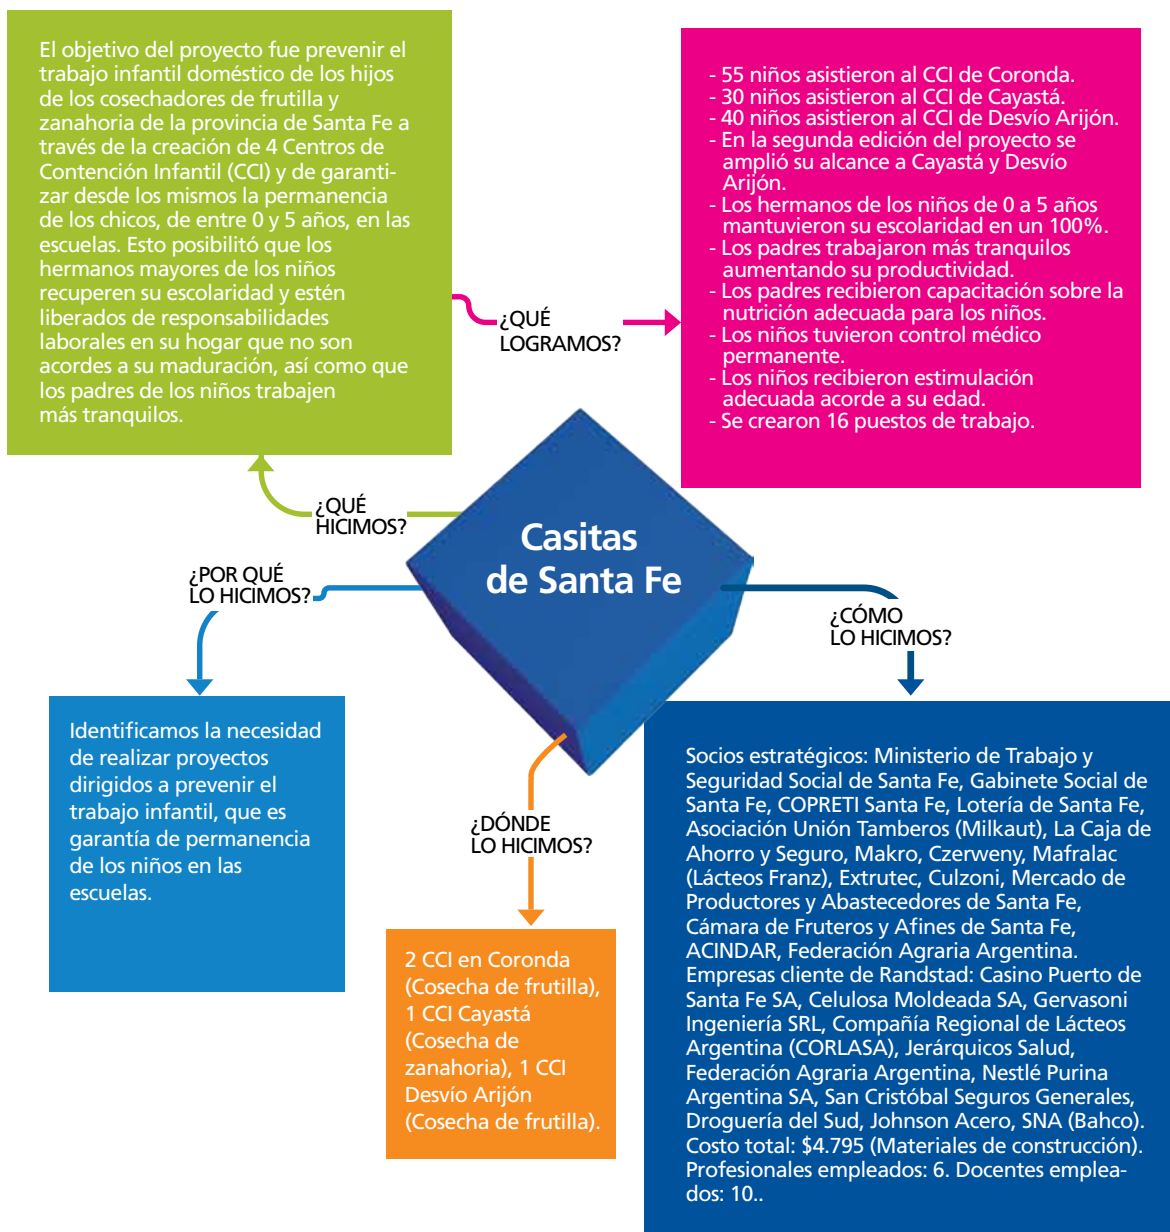 El objetivo del proyecto fue prevenir el
trabajo infantil doméstico de los hijos
de los cosechadores de frutilla y
zanahoria de la provincia de Santa Fe a
través de la creación de 4 Centros de
Contención Infantil (CCI) y de garanti-
zar desde los mismos la permanencia
de los chicos, de entre 0 y 5 años, en las
escuelas. Esto posibilitó que los
hermanos mayores de los niños
recuperen su escolaridad y estén
liberados de responsabilidades
laborales en su hogar que no son
acordes a su maduración, así como que
los padres de los niños trabajen
más tranquilos.
¿QUÉ
LOGRAMOS?
- 55 niños asistieron al CCI de Coronda.
- 30 niños asistieron al CCI de Cayastá.
- 40 niños asistieron al CCI de Desvío Arijón.
- En la segunda edición del proyecto se
amplió su alcance a Cayastá y Desvío
Arijón.
- Los hermanos de los niños de 0 a 5 años
mantuvieron su escolaridad en un 100%.
- Los padres trabajaron más tranquilos
aumentando su productividad.
- Los padres recibieron capacitación sobre la
nutrición adecuada para los niños.
- Los niños tuvieron control médico
permanente.
- Los niños recibieron estimulación
adecuada acorde a su edad.
- Se crearon 16 puestos de trabajo.
¿QUÉ
HICIMOS?
Casitas
de Santa Fe
¿POR QUÉ
LO HICIMOS?
¿CÓMO
LO HICIMOS?
Identificamos la necesidad
de realizar proyectos
dirigidos a prevenir el
trabajo infantil, que es
garantía de permanencia
de los niños en las
escuelas.
¿DÓNDE
LO HICIMOS?
2 CCI en Coronda
(Cosecha de frutilla),
1 CCI Cayastá
(Cosecha de
zanahoria), 1 CCI
Desvío Arijón
(Cosecha de frutilla).
Socios estratégicos: Ministerio de Trabajo y
Seguridad Social de Santa Fe, Gabinete Social de
Santa Fe, COPRETI Santa Fe, Lotería de Santa Fe,
Asociación Unión Tamberos (Milkaut), La Caja de
Ahorro y Seguro, Makro, Czerweny, Mafralac
(Lácteos Franz), Extrutec, Culzoni, Mercado de
Productores y Abastecedores de Santa Fe,
Cámara de Fruteros y Afines de Santa Fe,
ACINDAR, Federación Agraria Argentina.
Empresas cliente de Randstad: Casino Puerto de
Santa Fe SA, Celulosa Moldeada SA, Gervasoni
Ingeniería SRL, Compañía Regional de Lácteos
Argentina (CORLASA), Jerárquicos Salud,
Federación Agraria Argentina, Nestlé Purina
Argentina SA, San Cristóbal Seguros Generales,
Droguería del Sud, Johnson Acero, SNA (Bahco).
Costo total: $4.795 (Materiales de construcción).
Profesionales empleados: 6. Docentes emplea-
dos: 10..